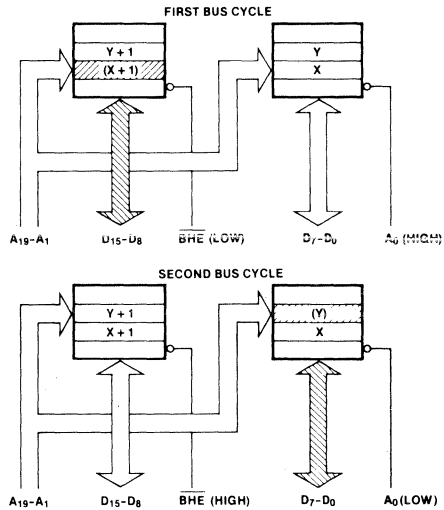 FIRST BUS CYCLE
Y + 1
(X + 1)
Y
X
A19-A1
D15-D8
BHE (LOW)
D7-D0
A0 (HIGH)
SECOND BUS CYCLE
Y + 1
X + 1
(Y)
X
A19-A1
D15-D8
BHE (HIGH)
D7-D0
A0 (LOW)